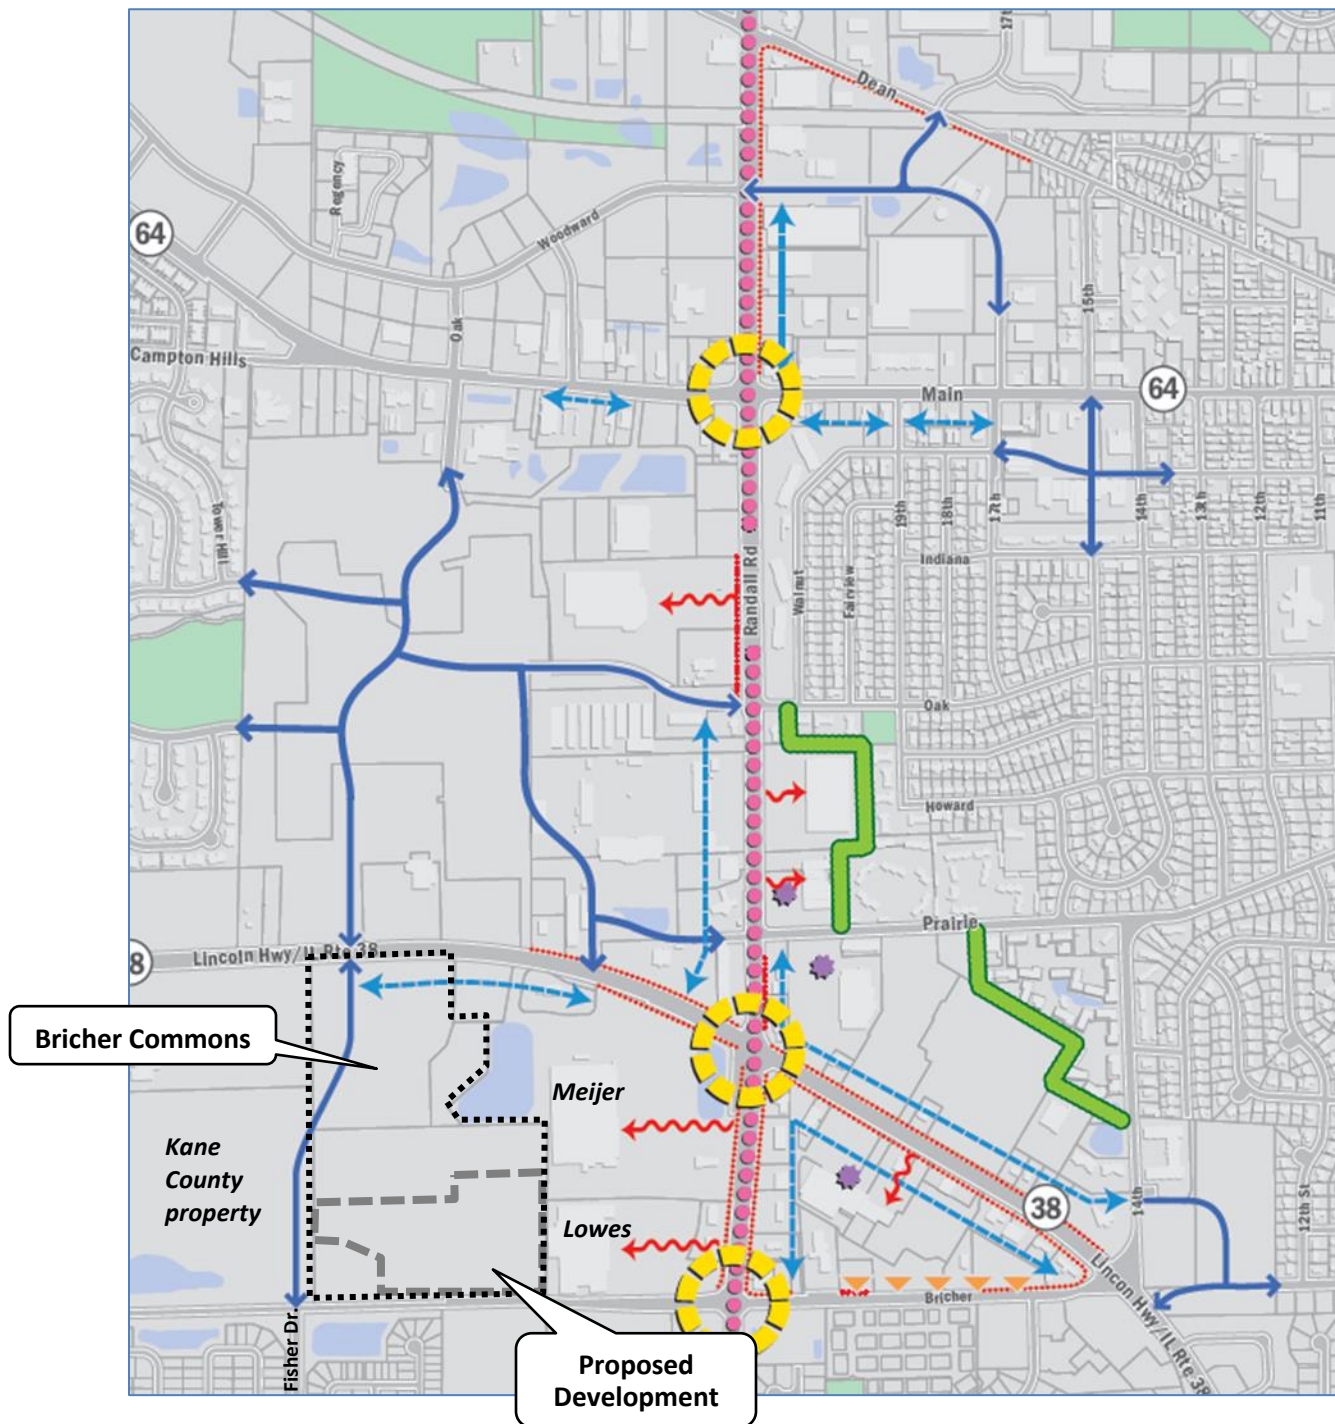 17th
Dean
Regency
Woodward
64
15th
Oak
Campton Hills
Main
64
Tower Hill
19th
18th
17th
14th
13th
12th
11th
Randall Rd
Walnut
Fairview
Indiana
Oak
Howard
Prairie
8
Lincoln Hwy/IL Rte 38
Bricher Commons
Meijer
Kane
County
property
Lowes
38
14th
12th St
Lincon Hwy/IL Rte 38
Bricher
Fisher Dr.
Proposed
Development